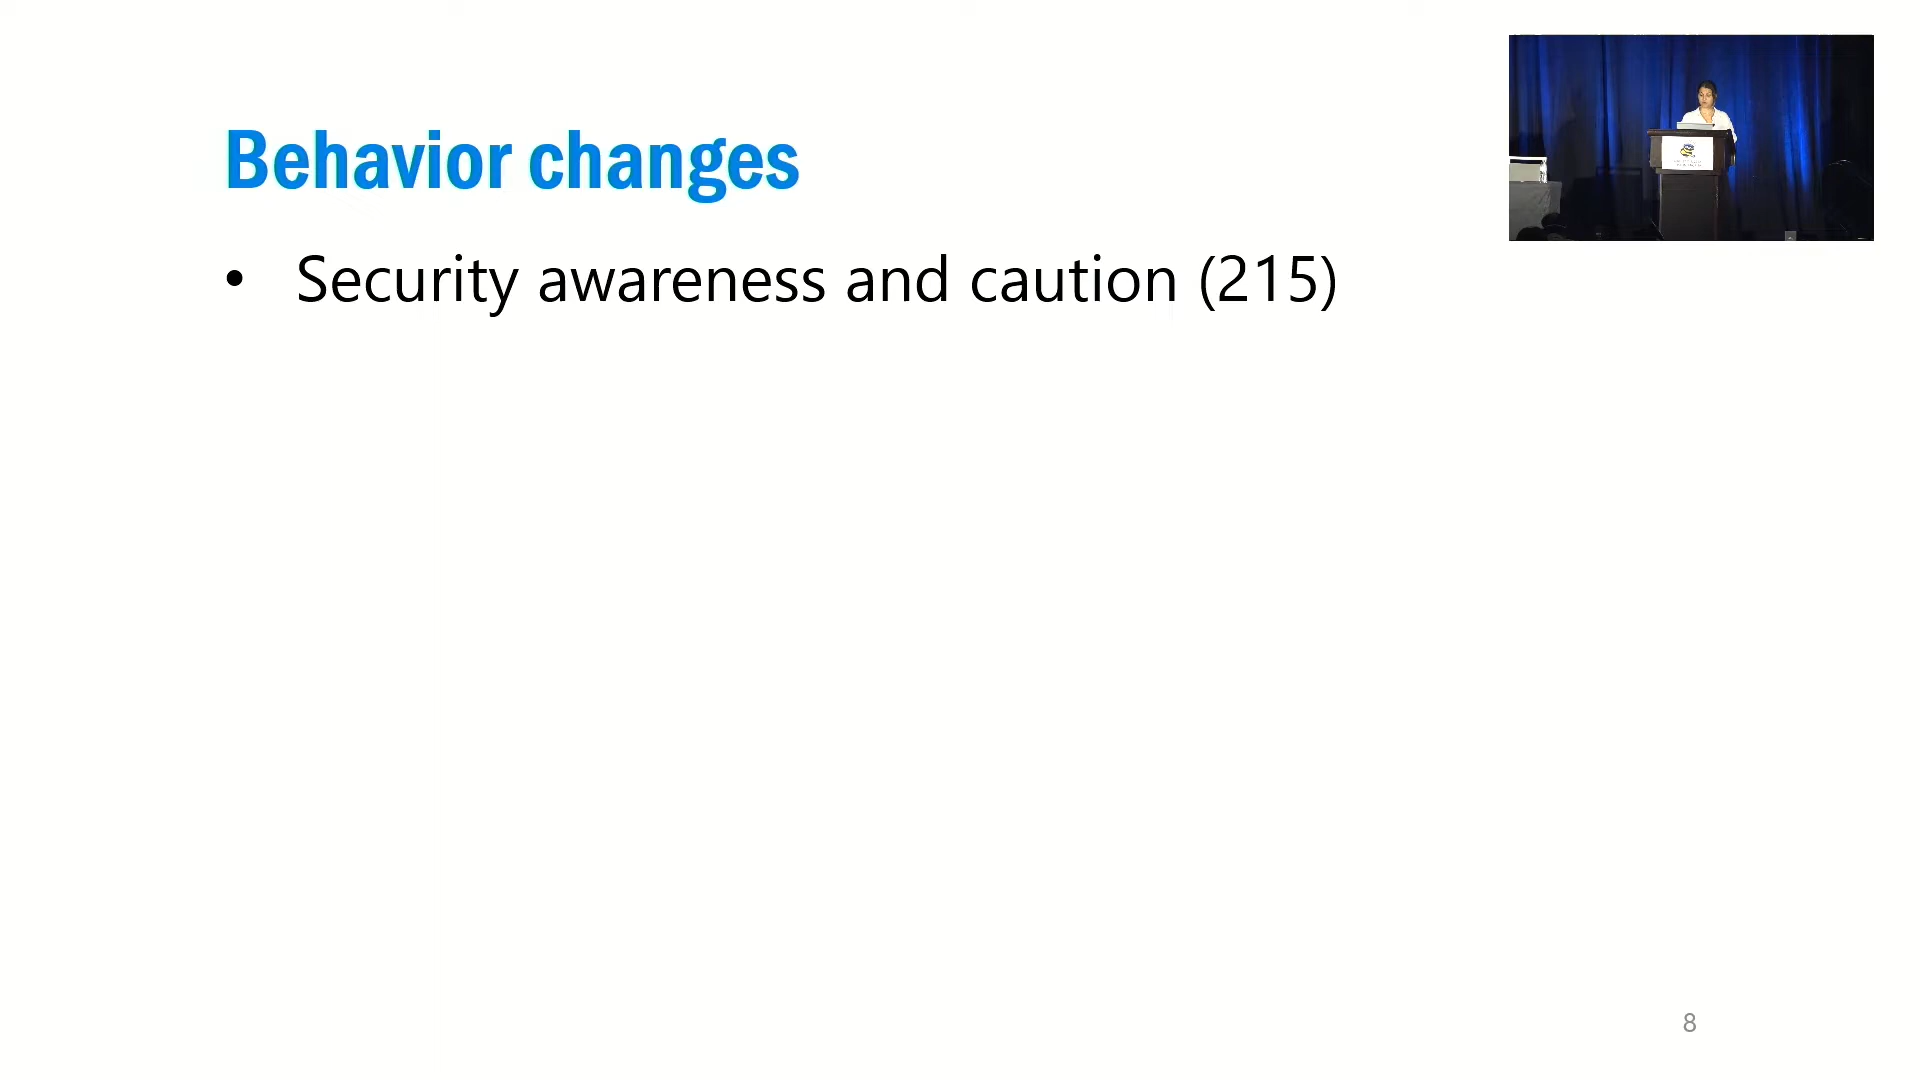 Behavior changes
• Security awareness and caution (215)
8